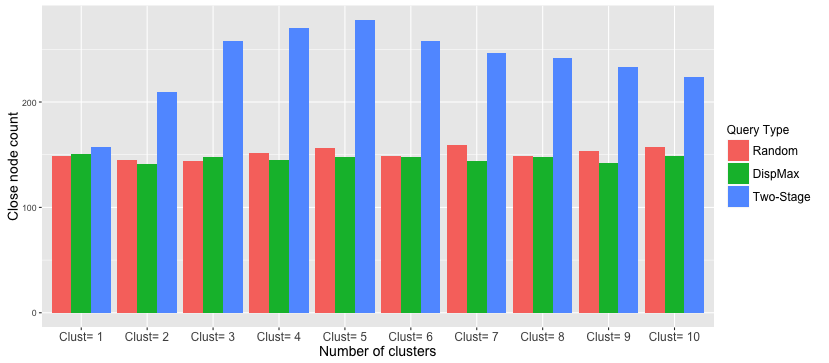 Close node count
200
100
0
Clust= 1 Clust= 2 Clust= 3 Clust= 4 Clust= 5 Clust= 6 Clust= 7 Clust= 8 Clust= 9 Clust= 10
Number of clusters
Query Type
Random
DispMax
Two-Stage